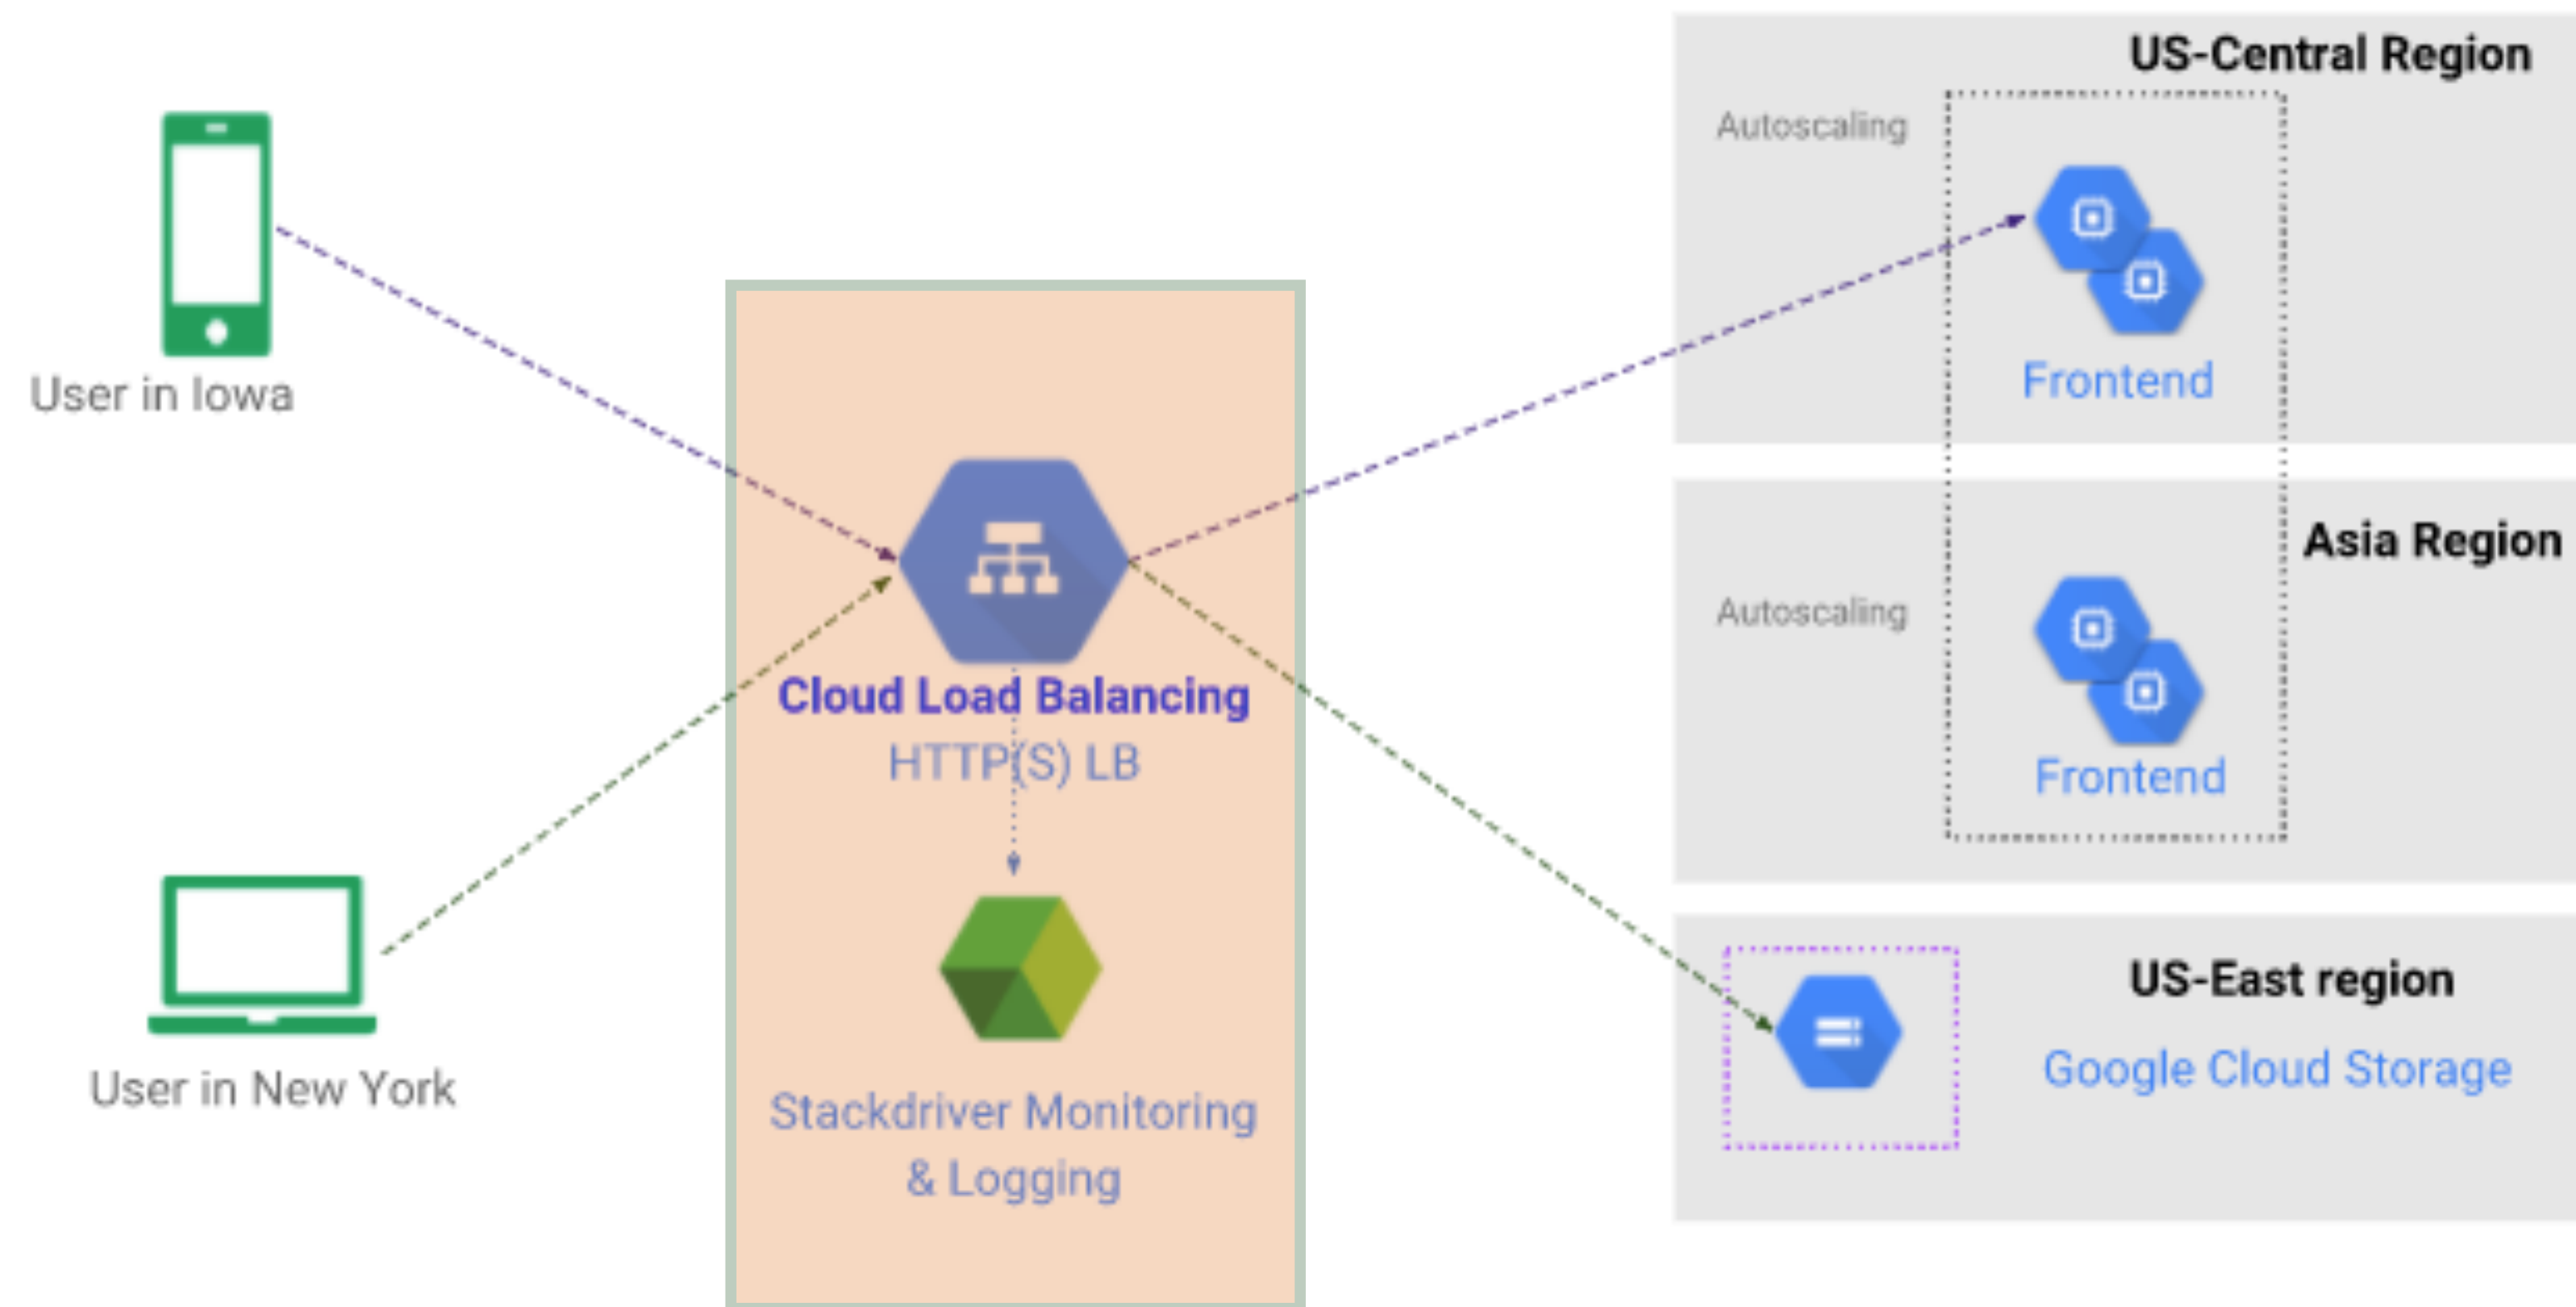 User in Iowa
User in New York
Cloud Load Balancing
HTTP(S) LB
Stackdriver Monitoring
& Logging
US-Central Region
Autoscaling
Frontend
Asia Region
Autoscaling
Frontend
US-East region
Google Cloud Storage